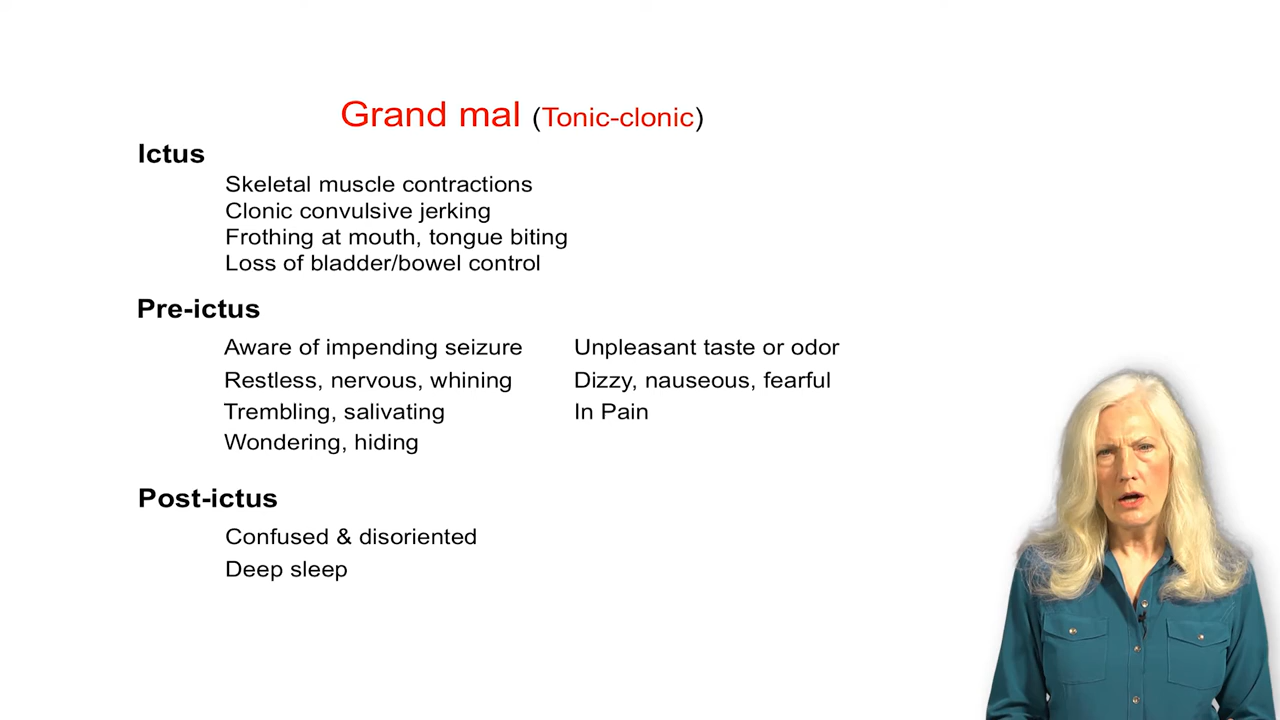 Grand mal (Tonic-clonic)
Ictus
Skeletal muscle contractions
Clonic convulsive jerking
Frothing at mouth, tongue biting
Loss of bladder/bowel control
Pre-ictus
Aware of impending seizure
Restless, nervous, whining
Trembling, salivating
Wondering, hiding
Unpleasant taste or odor
Dizzy, nauseous, fearful
In Pain
Post-ictus
Confused & disoriented
Deep sleep